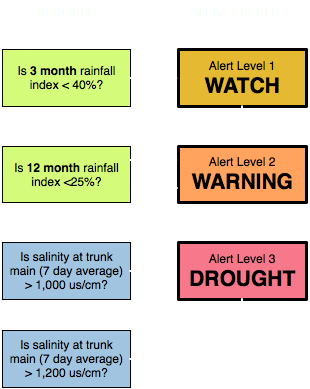 Is 3 month rainfall
index < 40%?
Alert Level 1
WATCH
Is 12 month rainfall
index <25%?
Alert Level 2
WARNING
Is salinity at trunk
main (7 day average)
> 1,000 us/cm?
Alert Level 3
DROUGHT
Is salinity at trunk
main (7 day average)
> 1,200 us/cm?